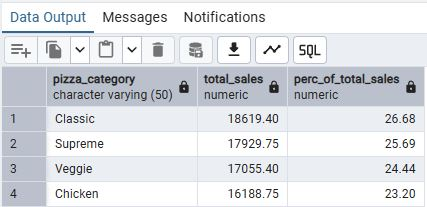 Data Output Messages Notifications
SQL
pizza_category total_sales perc_of_total_sales
character varying (50) numeric numeric
1 Classic 18619.40 26.68
2 Supreme 17929.75 25.69
3 Veggie 17055.40 24.44
4 Chicken 16188.75 23.20